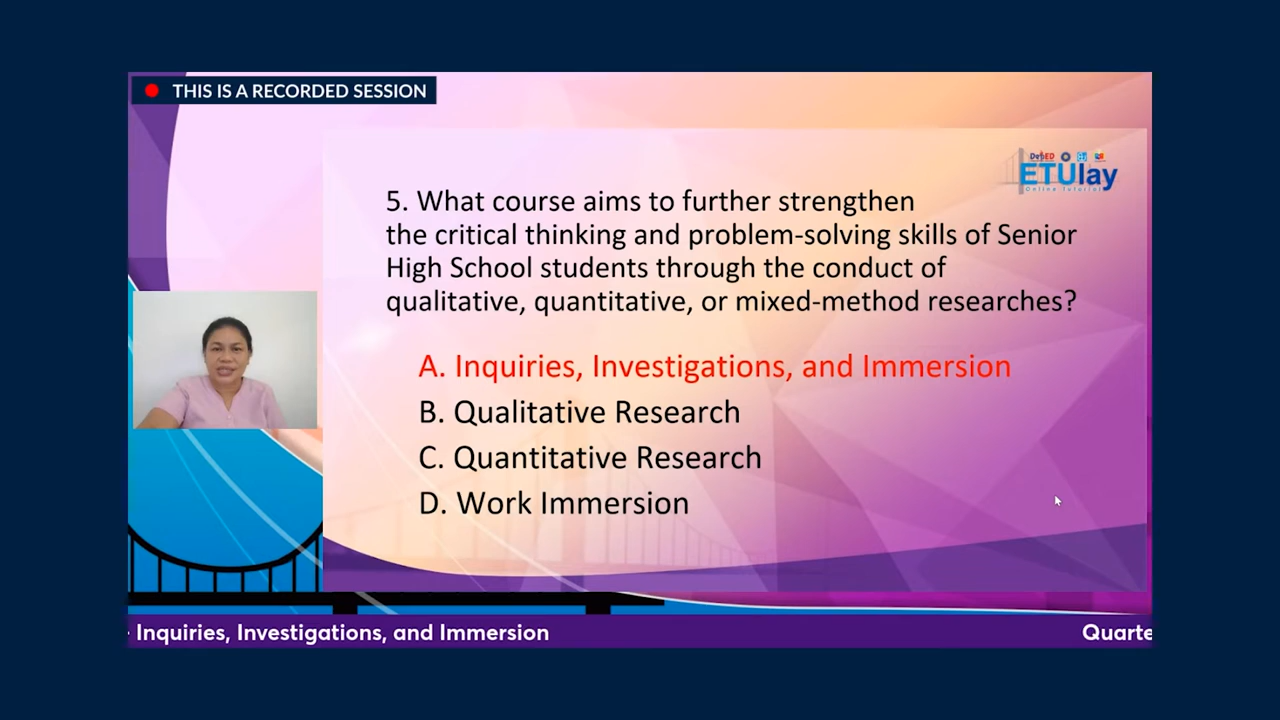 THIS IS A RECORDED SESSION
DepED
ETUlay
Online Tutorial
5. What course aims to further strengthen
the critical thinking and problem-solving skills of Senior
High School students through the conduct of
qualitative, quantitative, or mixed-method researches?
A. Inquiries, Investigations, and Immersion
B. Qualitative Research
C. Quantitative Research
D. Work Immersion
Inquiries, Investigations, and Immersion
Quarte